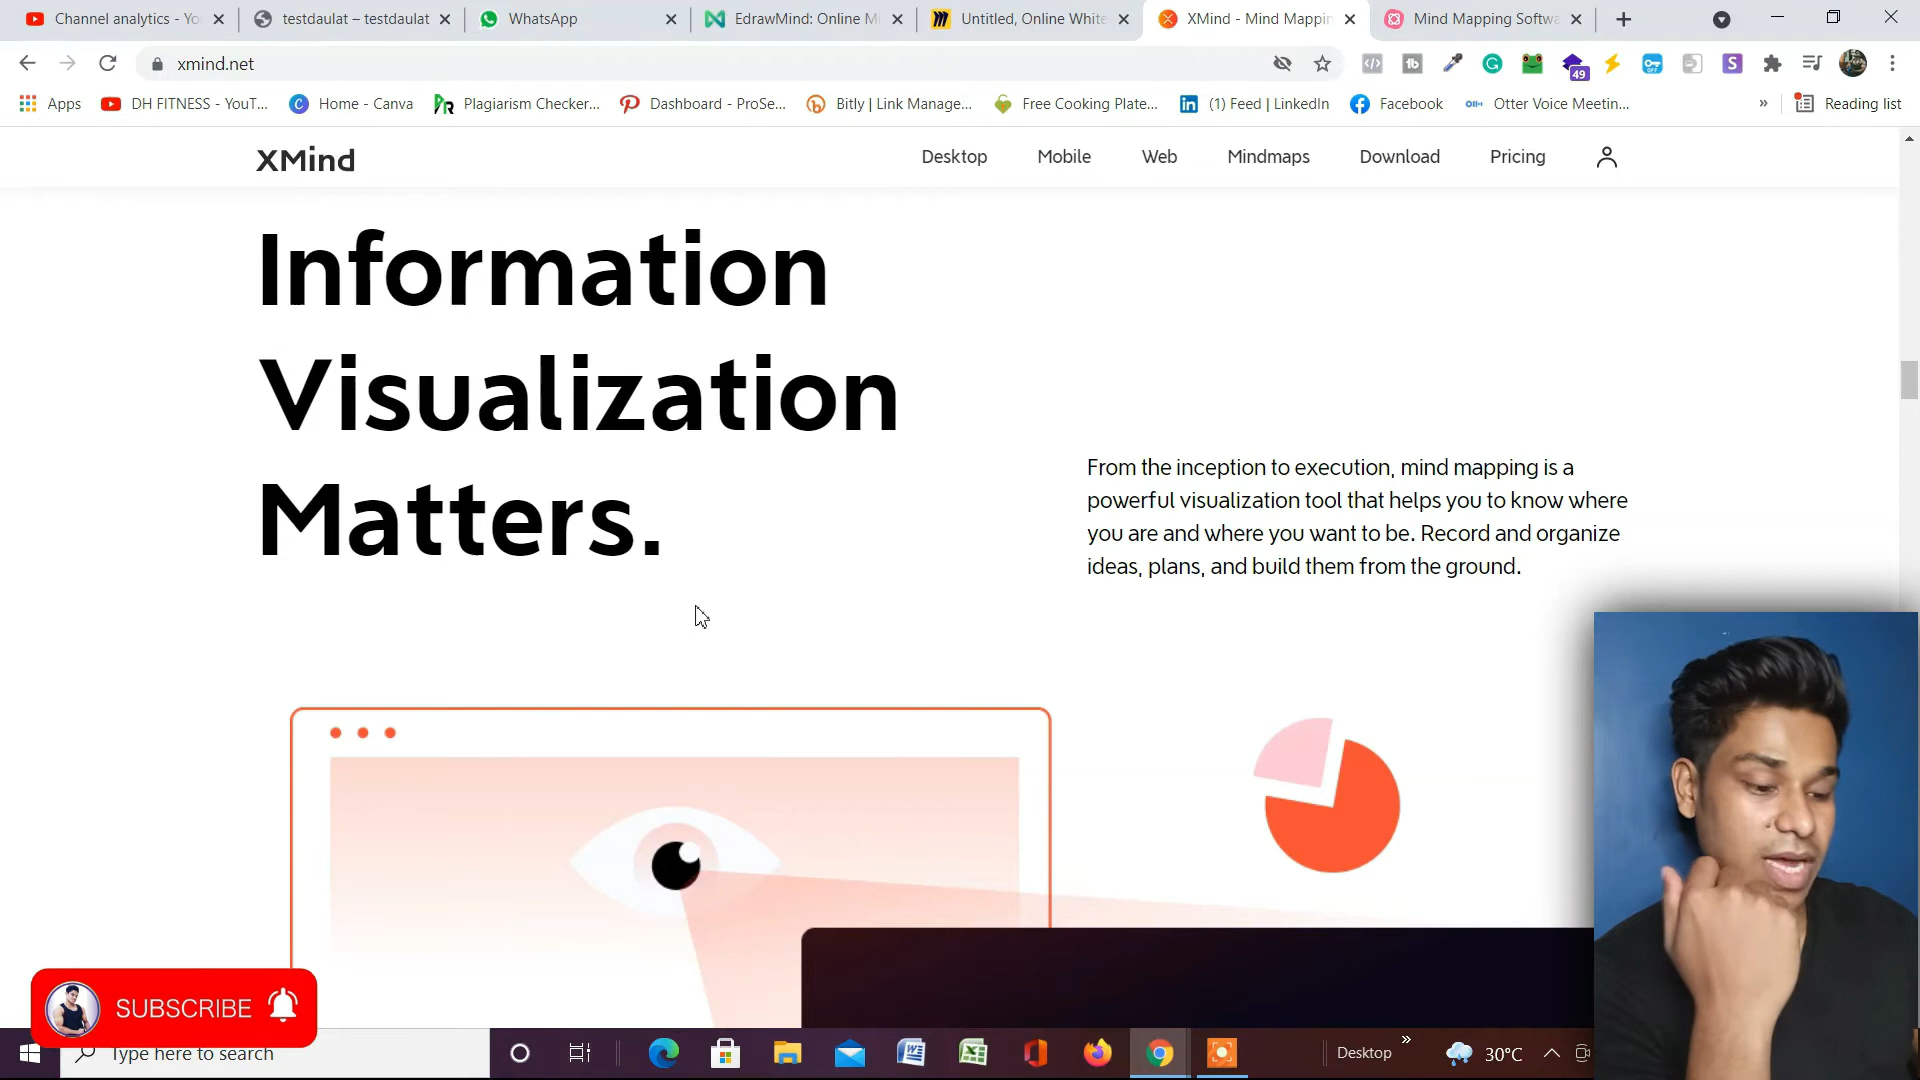 Channel analytics - Yo
testdaulat – testdaulat
WhatsApp
EdrawMind: Online Mi
Untitled, Online White
XMind - Mind Mappin
Mind Mapping Softwa
xmind.net
49
OFF
Apps
DH FITNESS - YouT...
Home - Canva
Plagiarism Checker...
Dashboard - ProSe...
Bitly | Link Manage...
Free Cooking Plate...
(1) Feed | LinkedIn
Facebook
Otter Voice Meetin...
»
Reading list
XMind
Desktop
Mobile
Web
Mindmaps
Download
Pricing
Information
Visualization
Matters.
From the inception to execution, mind mapping is a
powerful visualization tool that helps you to know where
you are and where you want to be. Record and organize
ideas, plans, and build them from the ground.
SUBSCRIBE
Type here to search
Desktop
»
30°C